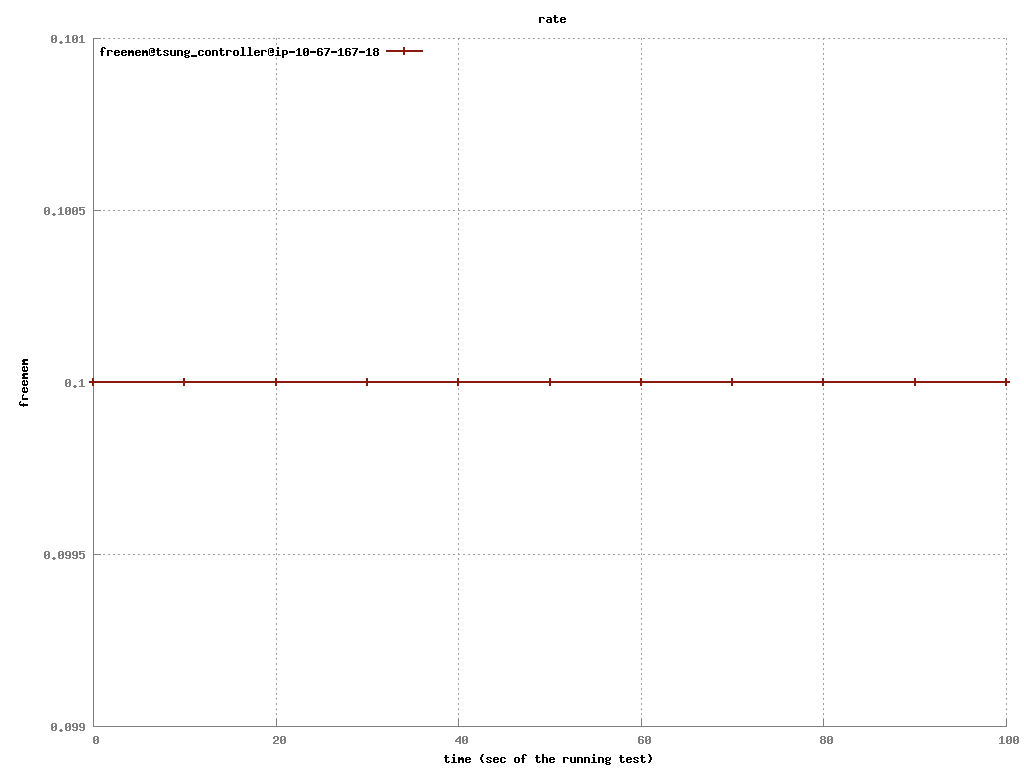 rate
0.101
freemem@tsung_controller@ip-10-67-167-18
0.1005
freemem
0.1
0.0995
0.099
0 20 40 60 80 100
time (sec of the running test)